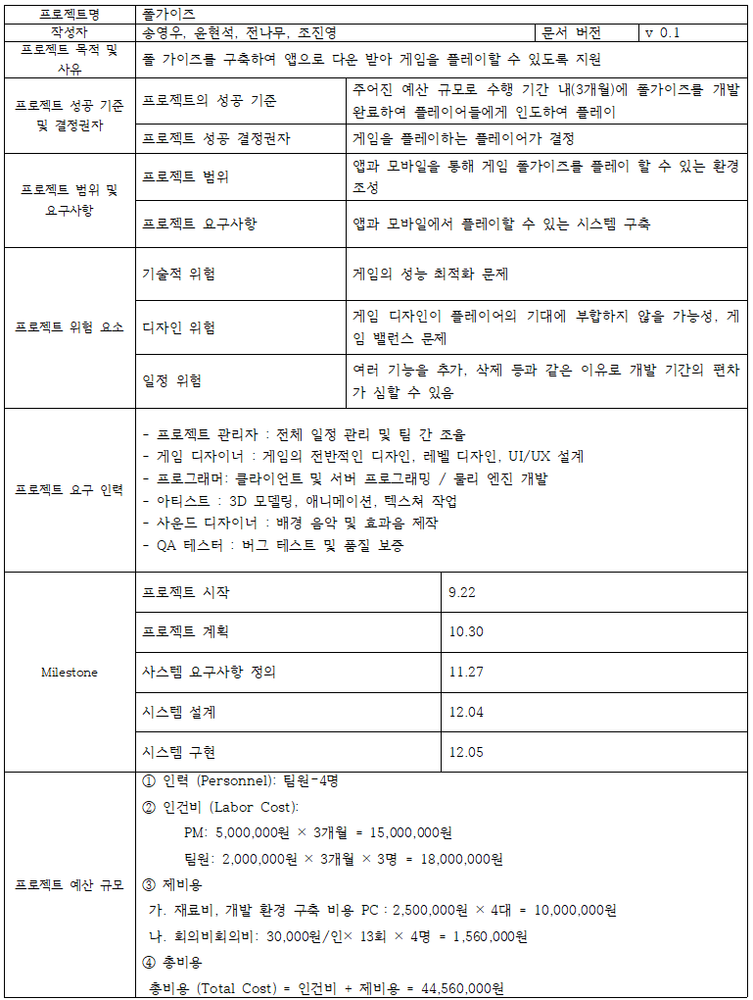 프로젝트명 폴가이즈
작성자 송영우, 윤현석, 전나무, 조진영 문서 버전 v 0.1
프로젝트 목적 및
사유
폴 가이즈를 구축하여 앱으로 다운 받아 게임을 플레이할 수 있도록 지원
프로젝트 성공 기준
및 결정권자
프로젝트의 성공 기준
주어진 예산 규모로 수행 기간 내(3개월)에 폴가이즈를 개발
완료하여 플레이어들에게 인도하여 플레이
프로젝트 성공 결정권자 게임을 플레이하는 플레이어가 결정
프로젝트 범위 및
요구사항
프로젝트 범위
앱과 모바일을 통해 게임 폴가이즈를 플레이 할 수 있는 환경
조성
프로젝트 요구사항 앱과 모바일에서 플레이할 수 있는 시스템 구축
프로젝트 위험 요소
기술적 위험 게임의 성능 최적화 문제
디자인 위험
게임 디자인이 플레이어의 기대에 부합하지 않을 가능성, 게
임 밸런스 문제
일정 위험
여러 기능을 추가, 삭제 등과 같은 이유로 개발 기간의 편차
가 심할 수 있음
프로젝트 요구 인력
- 프로젝트 관리자 : 전체 일정 관리 및 팀 간 조율
- 게임 디자이너 : 게임의 전반적인 디자인, 레벨 디자인, UI/UX 설계
- 프로그래머: 클라이언트 및 서버 프로그래밍 / 물리 엔진 개발
- 아티스트 : 3D 모델링, 애니메이션, 텍스쳐 작업
- 사운드 디자이너 : 배경 음악 및 효과음 제작
- QA 테스터 : 버그 테스트 및 품질 보증
Milestone
프로젝트 시작 9.22
프로젝트 계획 10.30
사스템 요구사항 정의 11.27
시스템 설계 12.04
시스템 구현 12.05
프로젝트 예산 규모
① 인력 (Personnel): 팀원-4명
② 인건비 (Labor Cost):
PM: 5,000,000원 × 3개월 = 15,000,000원
팀원: 2,000,000원 × 3개월 × 3명 = 18,000,000원
③ 제비용
가. 재료비, 개발 환경 구축 비용 PC : 2,500,000원 × 4대 = 10,000,000원
나. 회의비회의비: 30,000원/인× 13회 × 4명 = 1,560,000원
④ 총비용
총비용 (Total Cost) = 인건비 + 제비용 = 44,560,000원